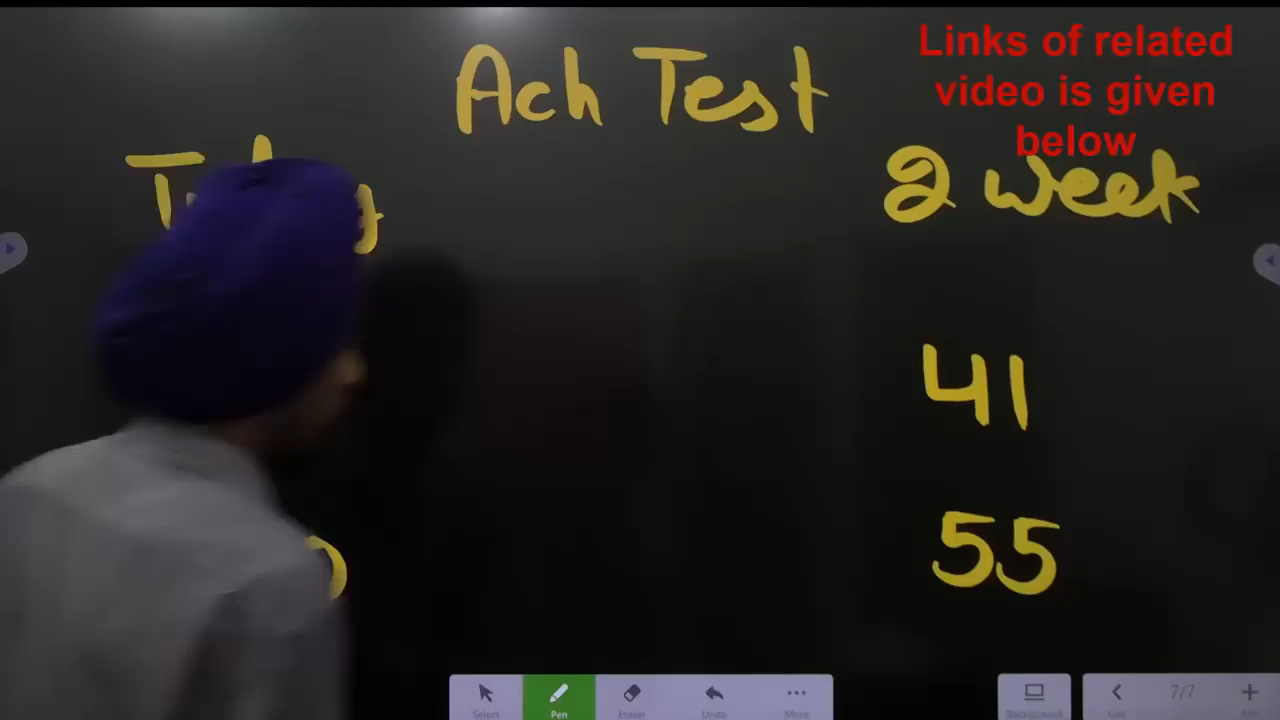 Links of related
video is given
below
Ach Test
2 week
41
55
Select
Pen
Eraser
Undo
More
Background
7/7